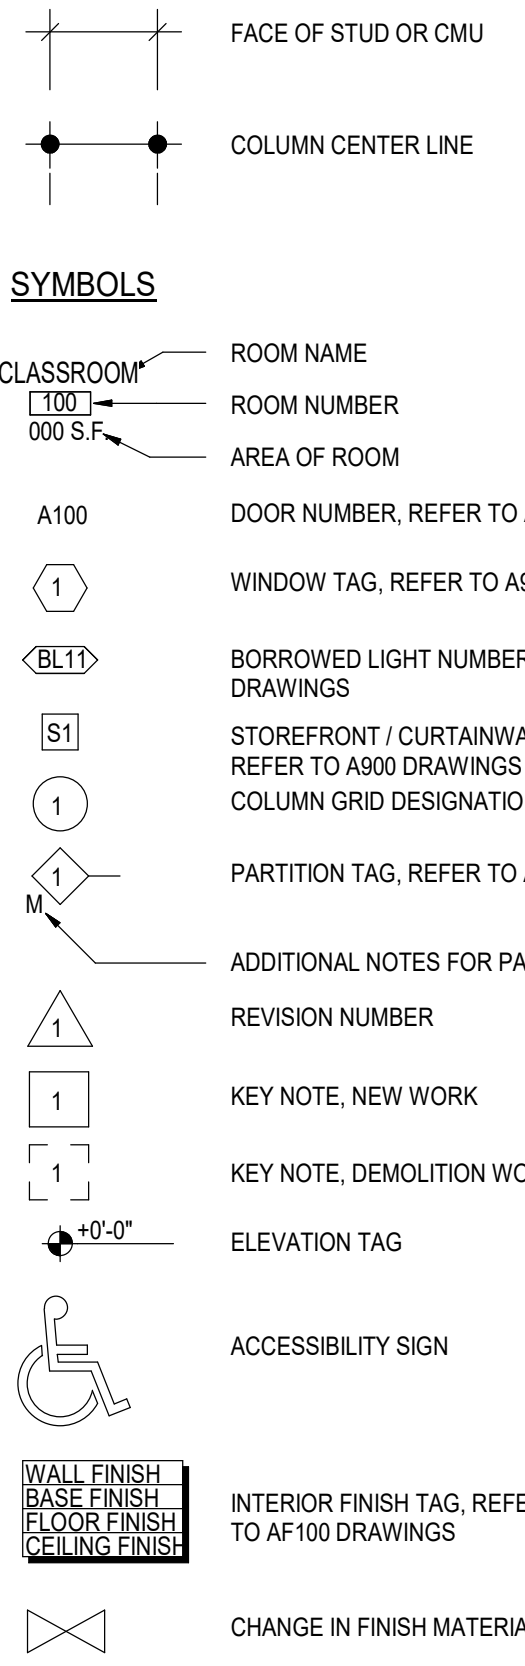 FACE OF STUD OR CMU
COLUMN CENTER LINE
SYMBOLS
CLASSROOM
ROOM NAME
100
ROOM NUMBER
000 S.F.
AREA OF ROOM
A100
DOOR NUMBER, REFER TO
1
WINDOW TAG, REFER TO A9
BL11
BORROWED LIGHT NUMBER
DRAWINGS
S1
STOREFRONT / CURTAINWA
REFER TO A900 DRAWINGS
1
COLUMN GRID DESIGNATIO
1
PARTITION TAG, REFER TO
M
ADDITIONAL NOTES FOR PA
1
REVISION NUMBER
1
KEY NOTE, NEW WORK
1
KEY NOTE, DEMOLITION WO
+0'-0"
ELEVATION TAG
ACCESSIBILITY SIGN
WALL FINISH
BASE FINISH
FLOOR FINISH
CEILING FINISH
INTERIOR FINISH TAG, REFE
TO AF100 DRAWINGS
CHANGE IN FINISH MATERIA